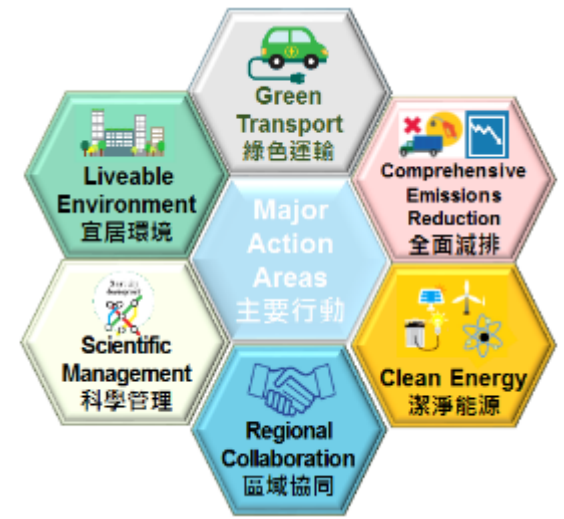 Green
Transport
綠色運輸
Liveable
Environment
宜居環境
Comprehensive
Emissions
Reduction
全面減排
Major
Action
Areas
主要行動
Scientific
Management
科學管理
Clean Energy
潔淨能源
Regional
Collaboration
區域協同